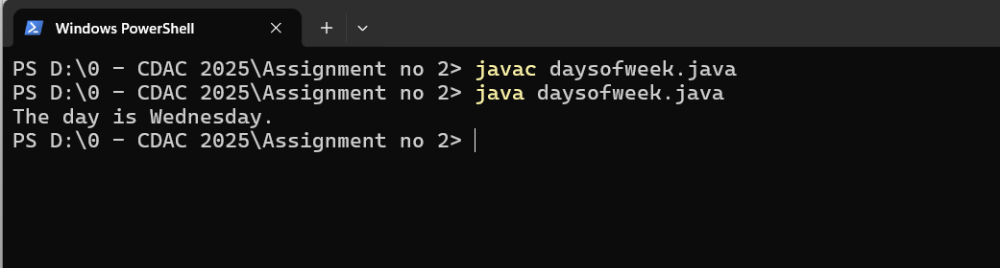 Windows PowerShell
PS D:\0 - CDAC 2025\Assignment no 2> javac daysofweek.java
PS D:\0 - CDAC 2025\Assignment no 2> java daysofweek.java
The day is Wednesday.
PS D:\0 - CDAC 2025\Assignment no 2>